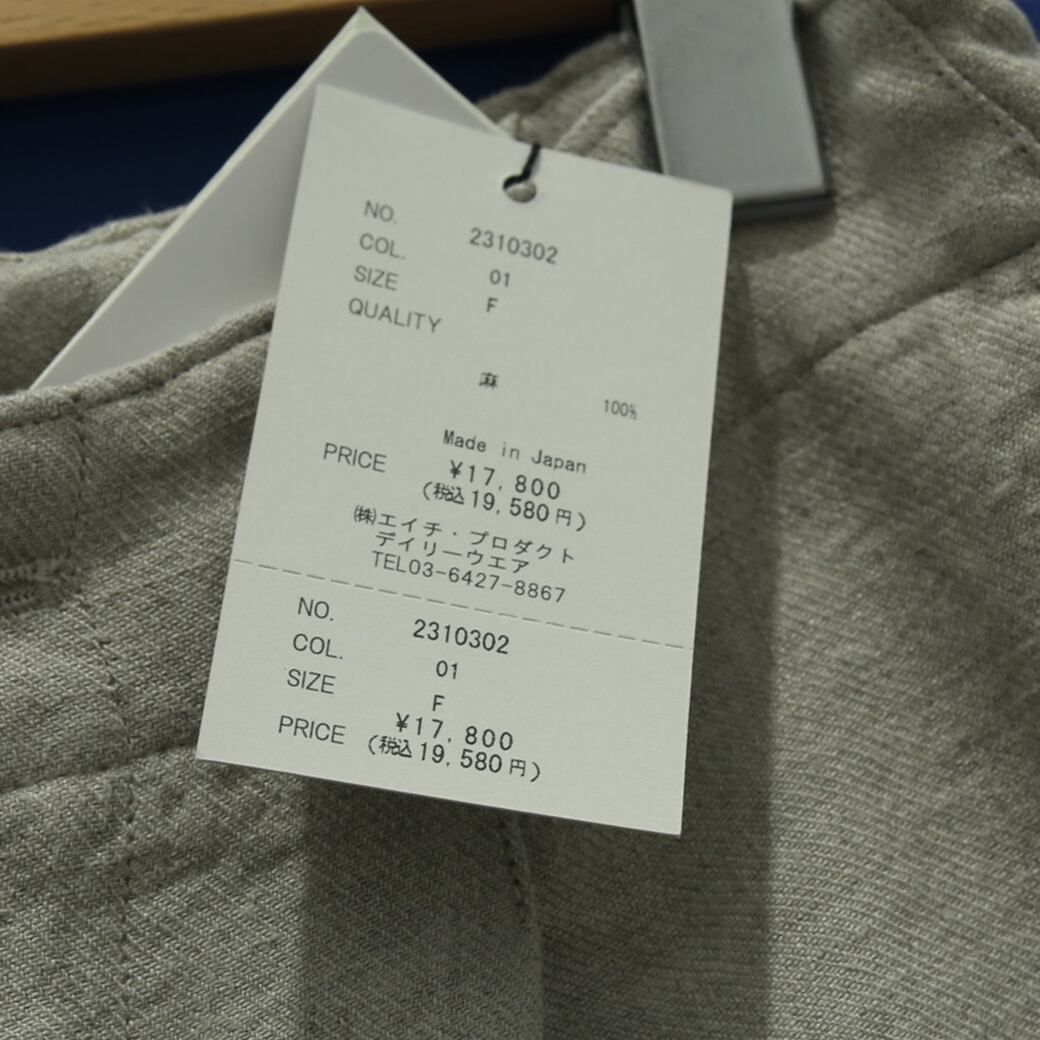 NO. 2310302
COL. 01
SIZE F
QUALITY
麻 100%
Made in Japan
PRICE ¥17,800
(税込19,580円)
㈱エイチ・プロダクト
デイリーウエア
TEL03-6427-8867
NO. 2310302
COL. 01
SIZE F
PRICE ¥17,800
(税込19,580円)